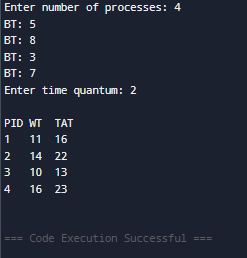 Enter number of processes: 4
BT: 5
BT: 8
BT: 3
BT: 7
Enter time quantum: 2
PID WT  TAT
1   11  16
2   14  22
3   10  13
4   16  23
=== Code Execution Successful ===